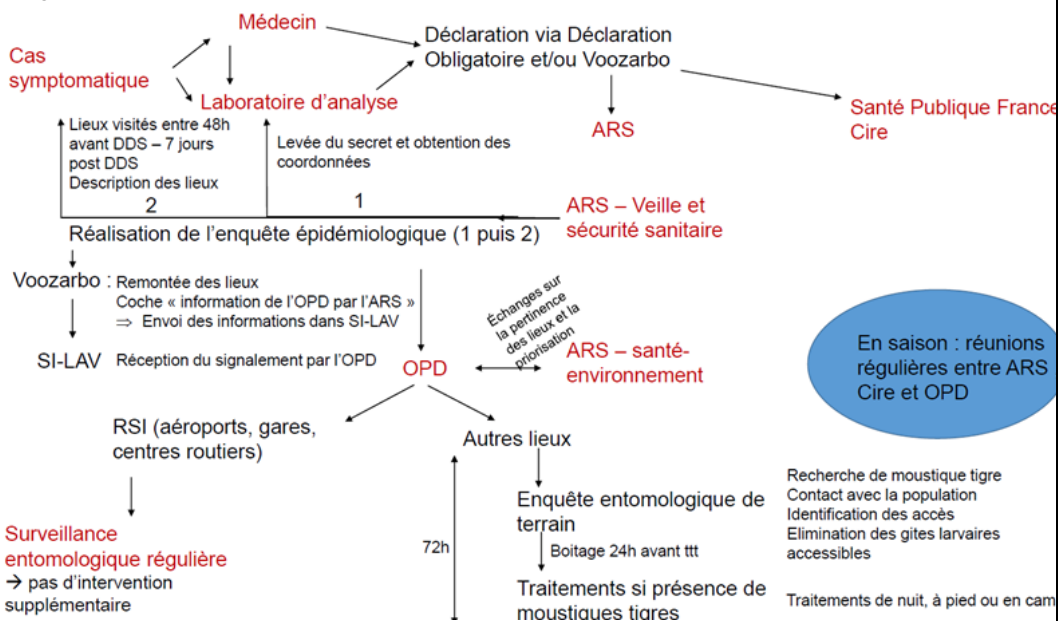 Médecin
Déclaration via Déclaration
Obligatoire et/ou Voozarbo
Cas
symptomatique
Laboratoire d'analyse
Santé Publique France
Cire
ARS
Lieux visités entre 48h
avant DDS – 7 jours
post DDS
Description des lieux
2
Levée du secret et obtention des
coordonnées
1
ARS – Veille et
sécurité sanitaire
Réalisation de l'enquête épidémiologique (1 puis 2)
Voozarbo : Remontée des lieux
Coche « information de l'OPD par l'ARS »
⇒ Envoi des informations dans SI-LAV
SI-LAV Réception du signalement par l'OPD
OPD
Échanges sur
la pertinence
des lieux et la
priorisation
ARS – santé-
environnement
En saison : réunions
régulières entre ARS
Cire et OPD
RSI (aéroports, gares,
centres routiers)
Autres lieux
Surveillance
entomologique régulière
→ pas d'intervention
supplémentaire
72h
Enquête entomologique de
terrain
Boitage 24h avant ttt
Traitements si présence de
moustiques tigres
Recherche de moustique tigre
Contact avec la population
Identification des accès
Elimination des gites larvaires
accessibles
Traitements de nuit, à pied ou en cam